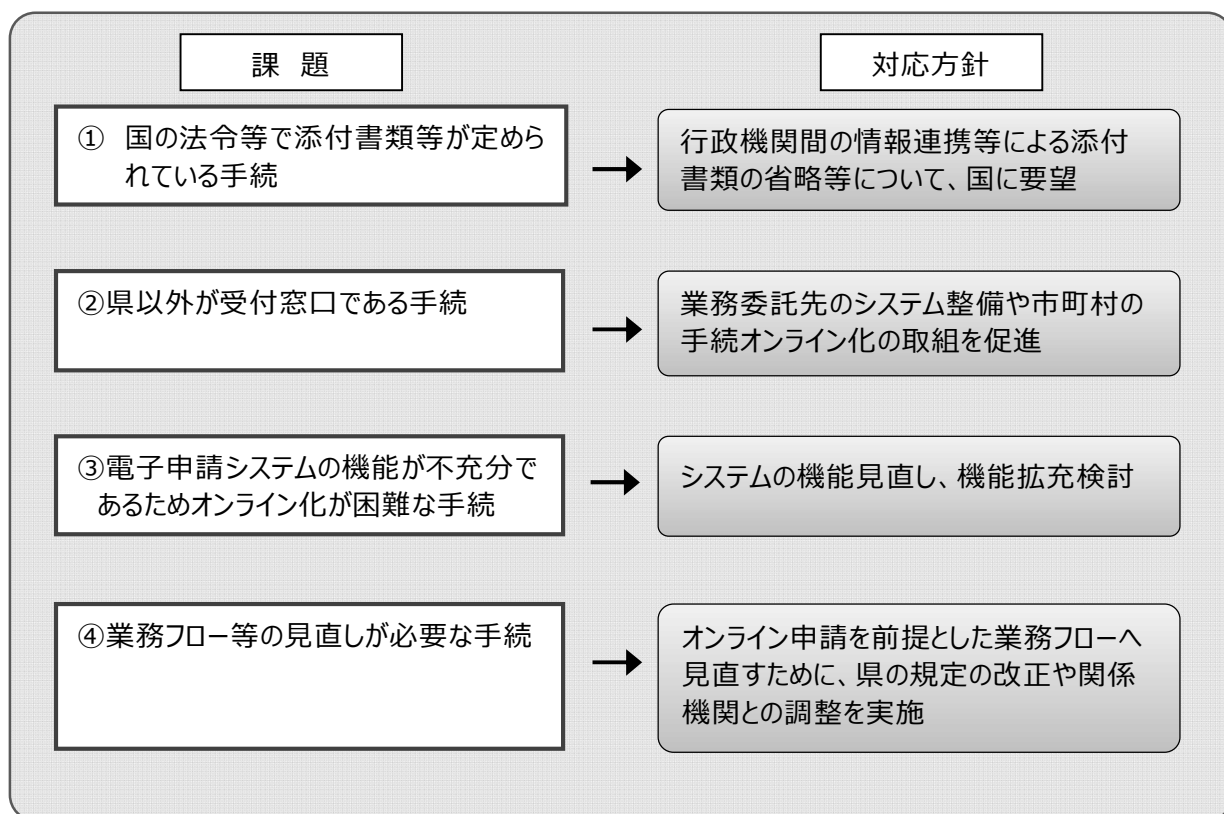 課 題
対応方針
① 国の法令等で添付書類等が定めら
れている手続
行政機関間の情報連携等による添付
書類の省略等について、国に要望
②県以外が受付窓口である手続
業務委託先のシステム整備や市町村の
手続オンライン化の取組を促進
③電子申請システムの機能が不充分で
あるためオンライン化が困難な手続
システムの機能見直し、機能拡充検討
④業務フロー等の見直しが必要な手続
オンライン申請を前提とした業務フローへ
見直すために、県の規定の改正や関係
機関との調整を実施